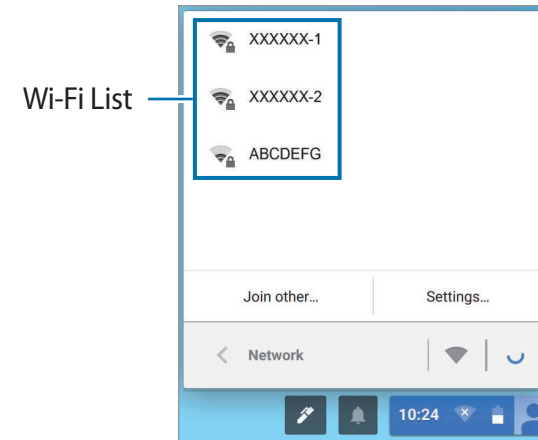 XXXXXX-1
Wi-Fi List
XXXXXX-2
ABCDEFG
Join other... Settings...
Network
10:24